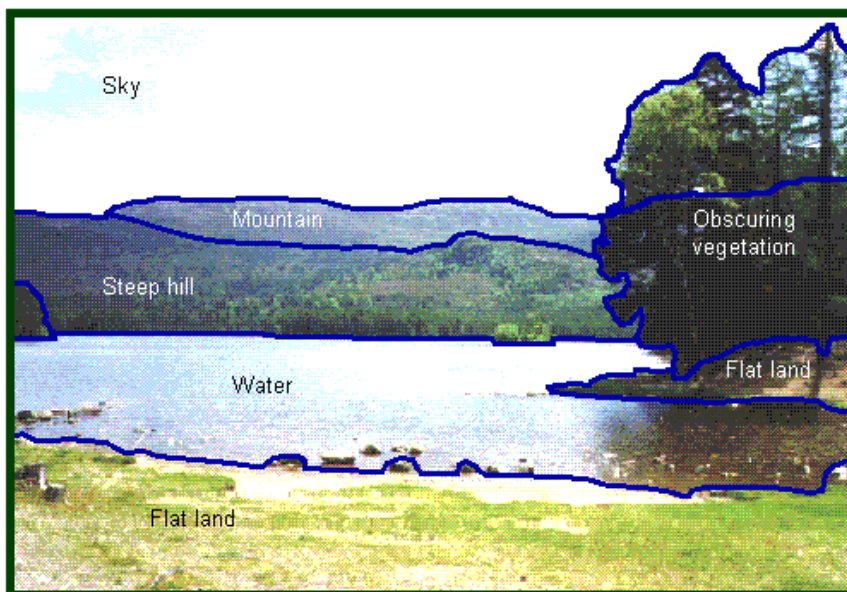 Sky
Mountain
Obscuring
vegetation
Steep hill
Flat land
Water
Flat land